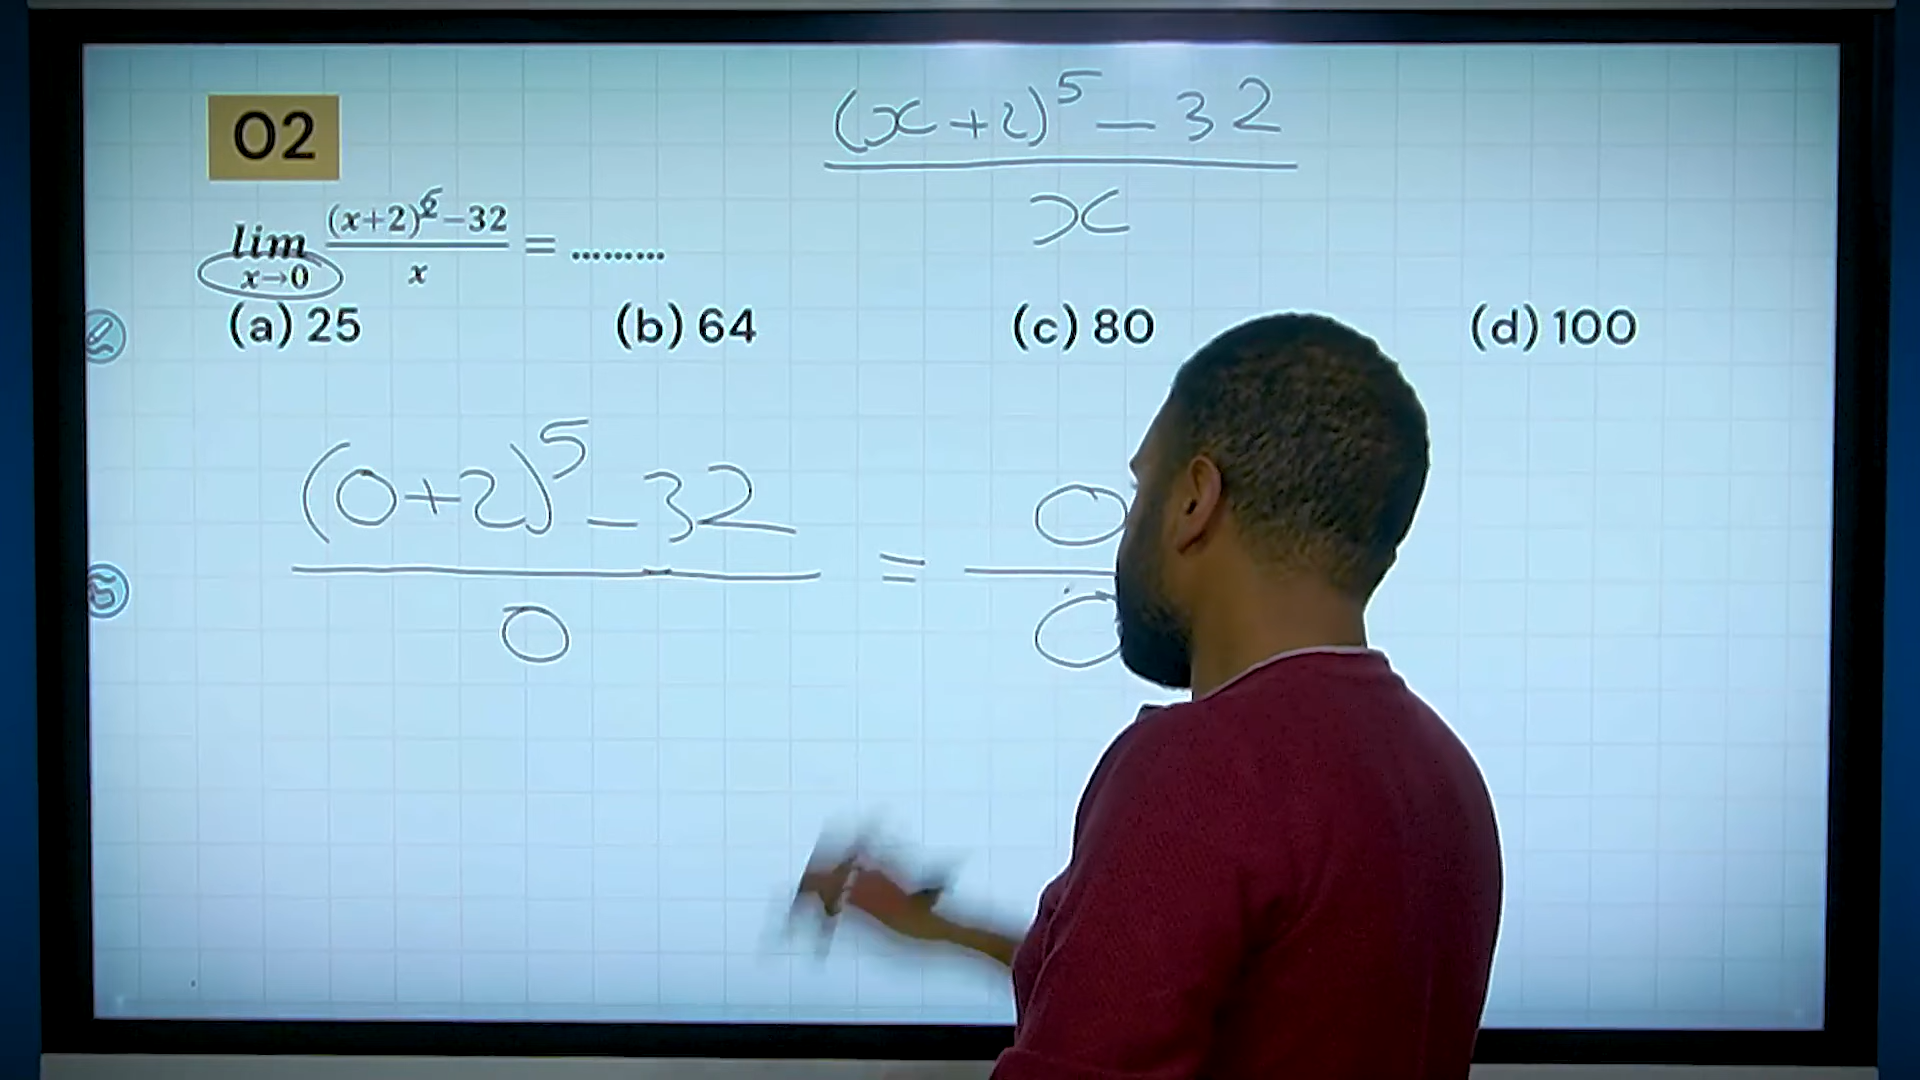 02
(x+2)^5 − 32
x
lim x→0 (x+2)^5 −32 / x = .........
(a) 25 (b) 64 (c) 80 (d) 100
(0+2)^5 − 32 = 0
0 0